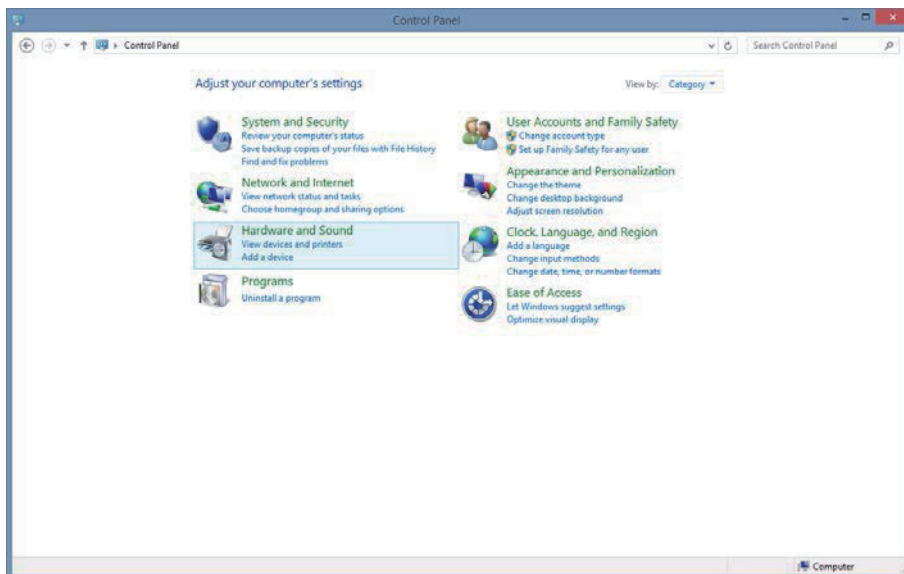 Control Panel
Control Panel
Search Control Panel
Adjust your computer's settings
View by: Category
System and Security
Review your computer's status
Save backup copies of your files with File History
Find and fix problems
Network and Internet
View network status and tasks
Choose homegroup and sharing options
Hardware and Sound
View devices and printers
Add a device
Programs
Uninstall a program
User Accounts and Family Safety
Change account type
Set up Family Safety for any user
Appearance and Personalization
Change the theme
Change desktop background
Adjust screen resolution
Clock, Language, and Region
Add a language
Change input methods
Change date, time, or number formats
Ease of Access
Let Windows suggest settings
Optimize visual display
Computer